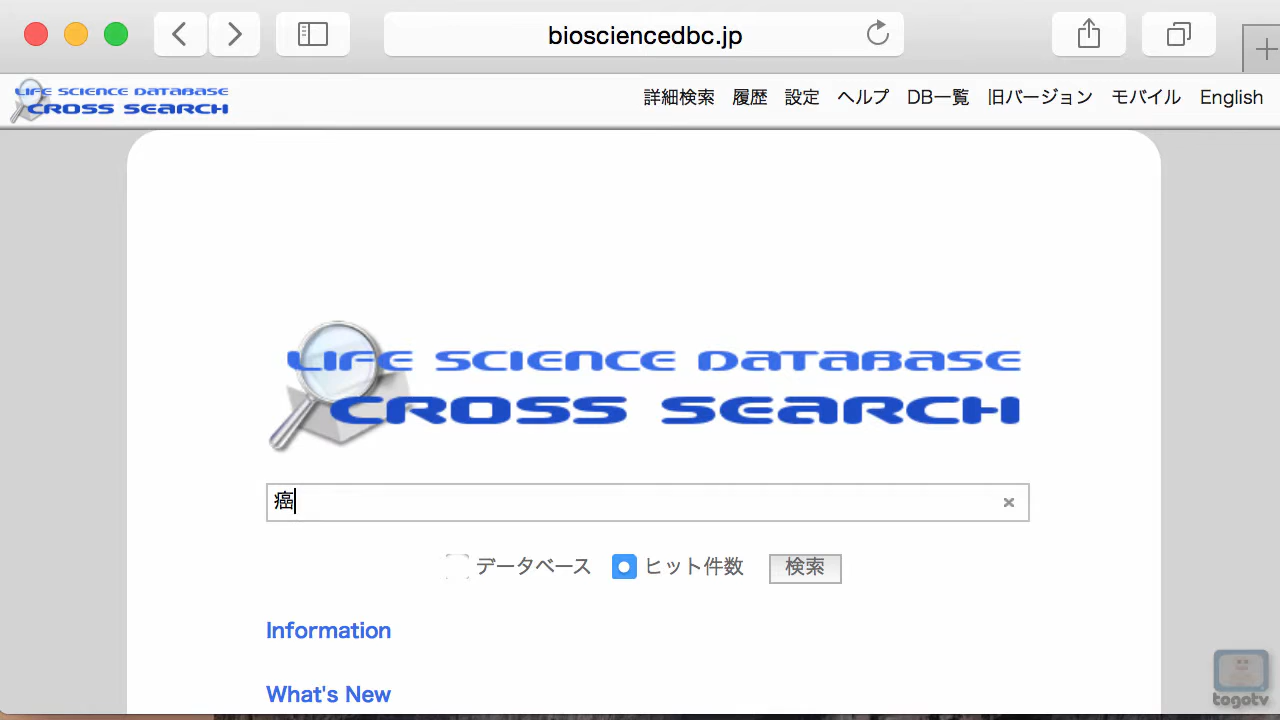 biosciencedbc.jp
LIFE SCIENCE DATABASE
CROSS SEARCH
詳細検索 履歴 設定 ヘルプ DB一覧 旧バージョン モバイル English
LIFE SCIENCE DATABASE
CROSS SEARCH
癌
データベース ヒット件数 検索
Information
What's New
togotv